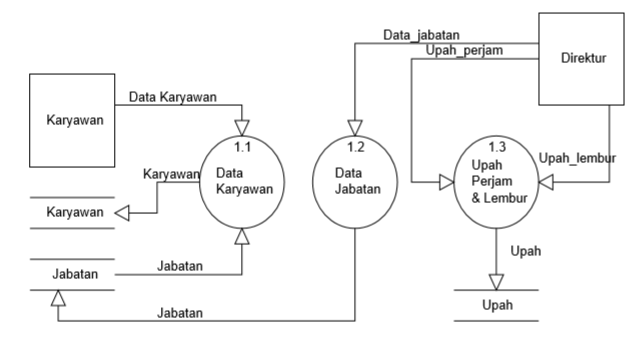 Data_jabatan
Upah_perjam
Direktur
Data Karyawan
Karyawan
1.1
Data
Karyawan
1.2
Data
Jabatan
1.3
Upah
Perjam
& Lembur
Upah_lembur
Karyawan
Karyawan
Jabatan
Jabatan
Upah
Upah
Jabatan